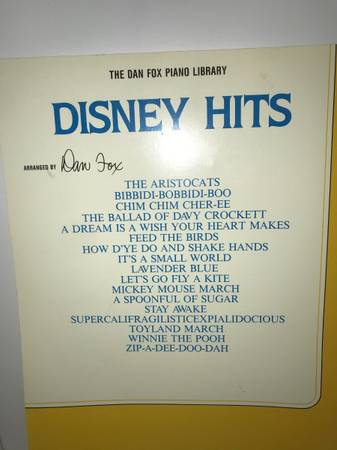 THE DAN FOX PIANO LIBRARY
DISNEY HITS
ARRANGED BY Dan Fox
THE ARISTOCATS
BIBBIDI-BOBBIDI-BOO
CHIM CHIM CHER-EE
THE BALLAD OF DAVY CROCKETT
A DREAM IS A WISH YOUR HEART MAKES
FEED THE BIRDS
HOW D'YE DO AND SHAKE HANDS
IT'S A SMALL WORLD
LAVENDER BLUE
LET'S GO FLY A KITE
MICKEY MOUSE MARCH
A SPOONFUL OF SUGAR
STAY AWAKE
SUPERCALIFRAGILISTICEXPIALIDOCIOUS
TOYLAND MARCH
WINNIE THE POOH
ZIP-A-DEE-DOO-DAH